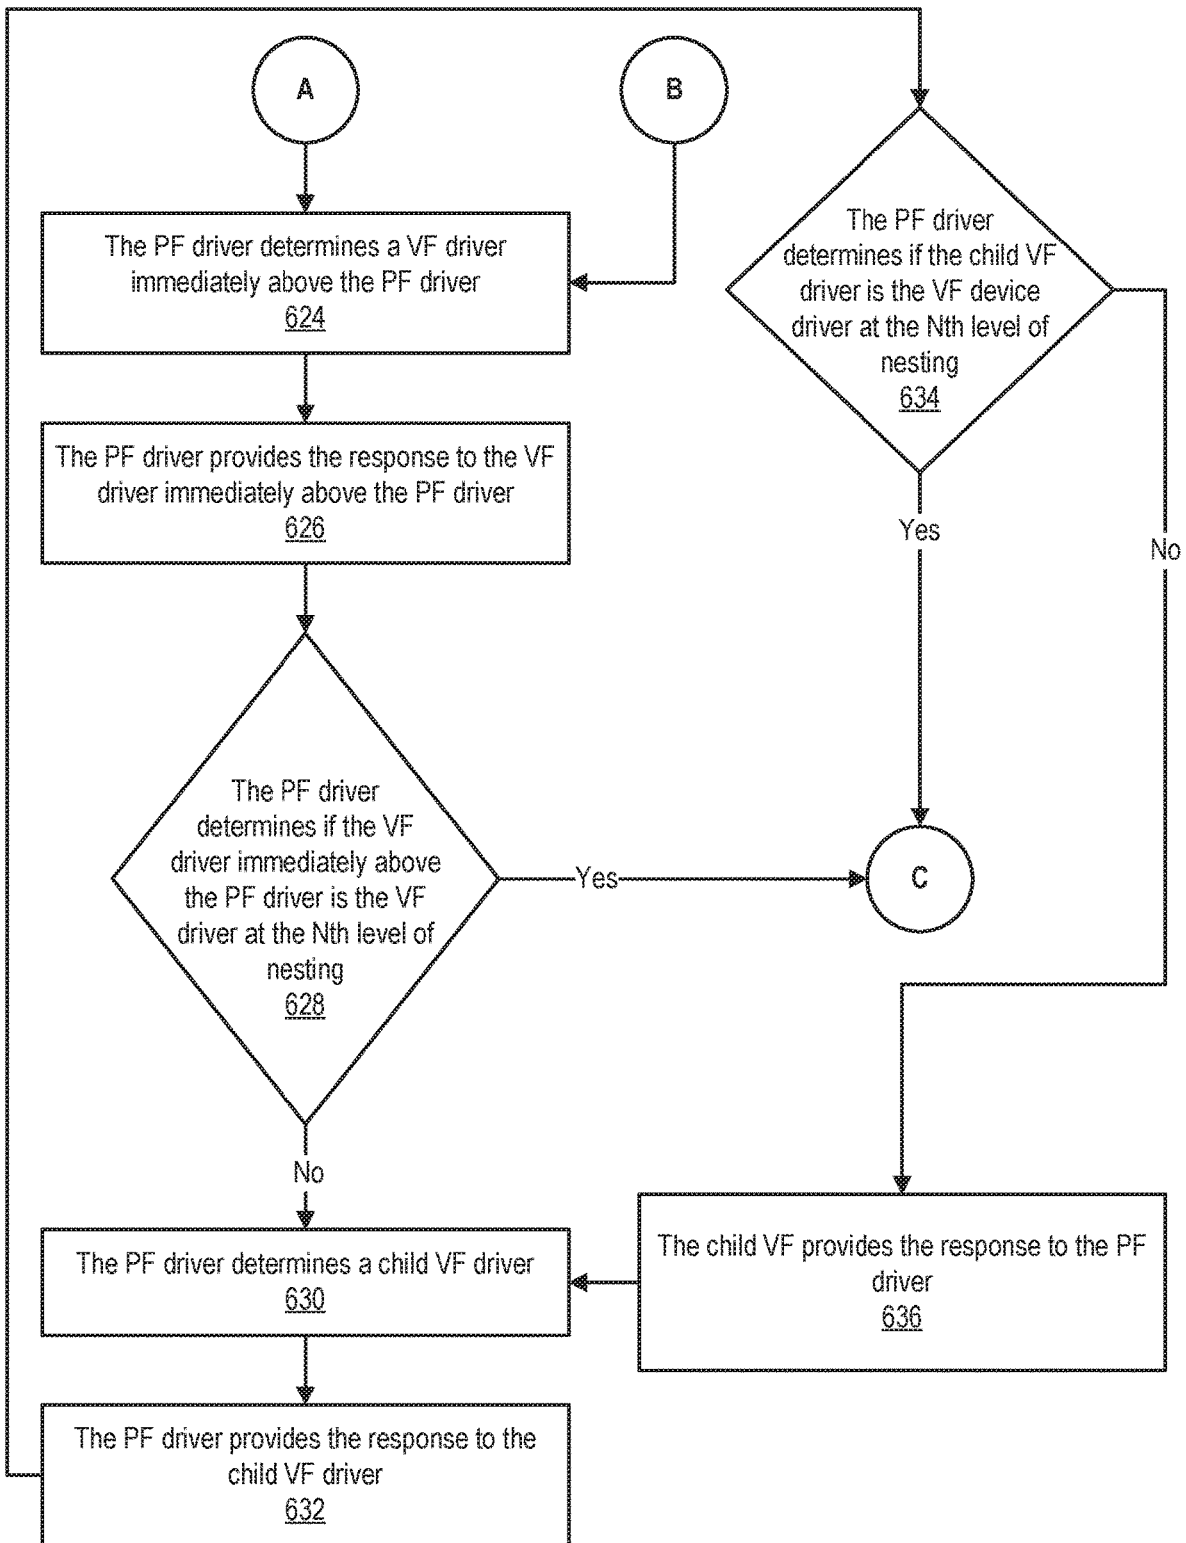 A
B
The PF driver determines a VF driver
immediately above the PF driver
624
The PF driver
determines if the child VF
driver is the VF device
driver at the Nth level of
nesting
634
The PF driver provides the response to the VF
driver immediately above the PF driver
626
Yes
No
The PF driver
determines if the VF
driver immediately above
the PF driver is the VF
driver at the Nth level of
nesting
628
Yes
C
No
The PF driver determines a child VF driver
630
The child VF provides the response to the PF
driver
636
The PF driver provides the response to the
child VF driver
632